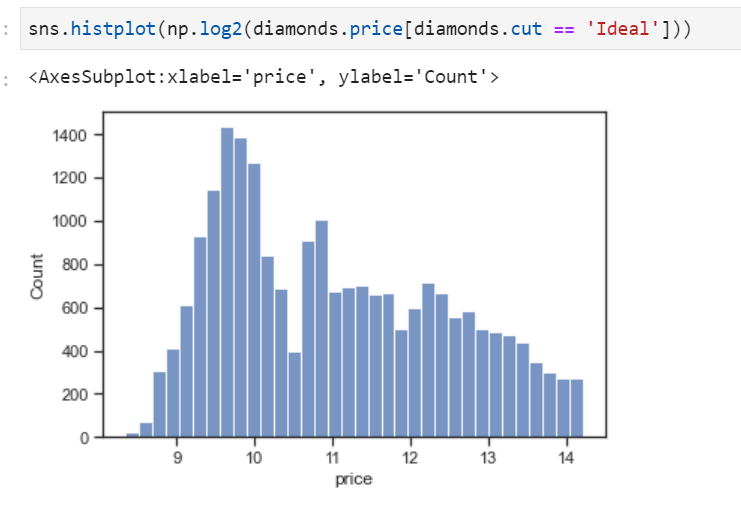 : sns.histplot(np.log2(diamonds.price[diamonds.cut == 'Ideal']))
: <AxesSubplot:xlabel='price', ylabel='Count'>
1400
1200
1000
800
600
400
200
0
Count
9 10 11 12 13 14
price